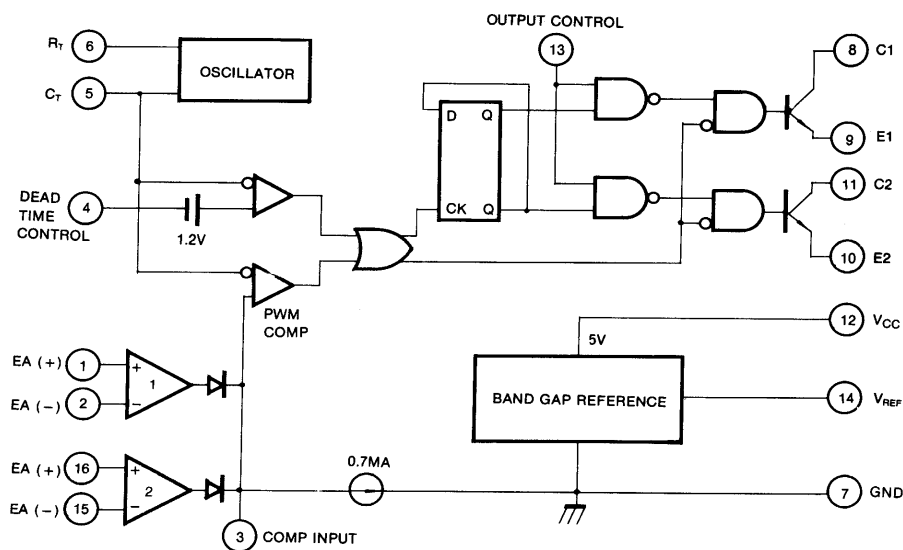 OUTPUT CONTROL
13
R_T 6
OSCILLATOR
C_T 5
8 C1
D Q
9 E1
DEAD TIME CONTROL
4
1.2V
CK Q
11 C2
10 E2
PWM COMP
12 V_CC
5V
EA (+) 1
+
1
EA (-) 2
-
BAND GAP REFERENCE
14 V_REF
EA (+) 16
+
2
EA (-) 15
-
0.7MA
7 GND
3 COMP INPUT